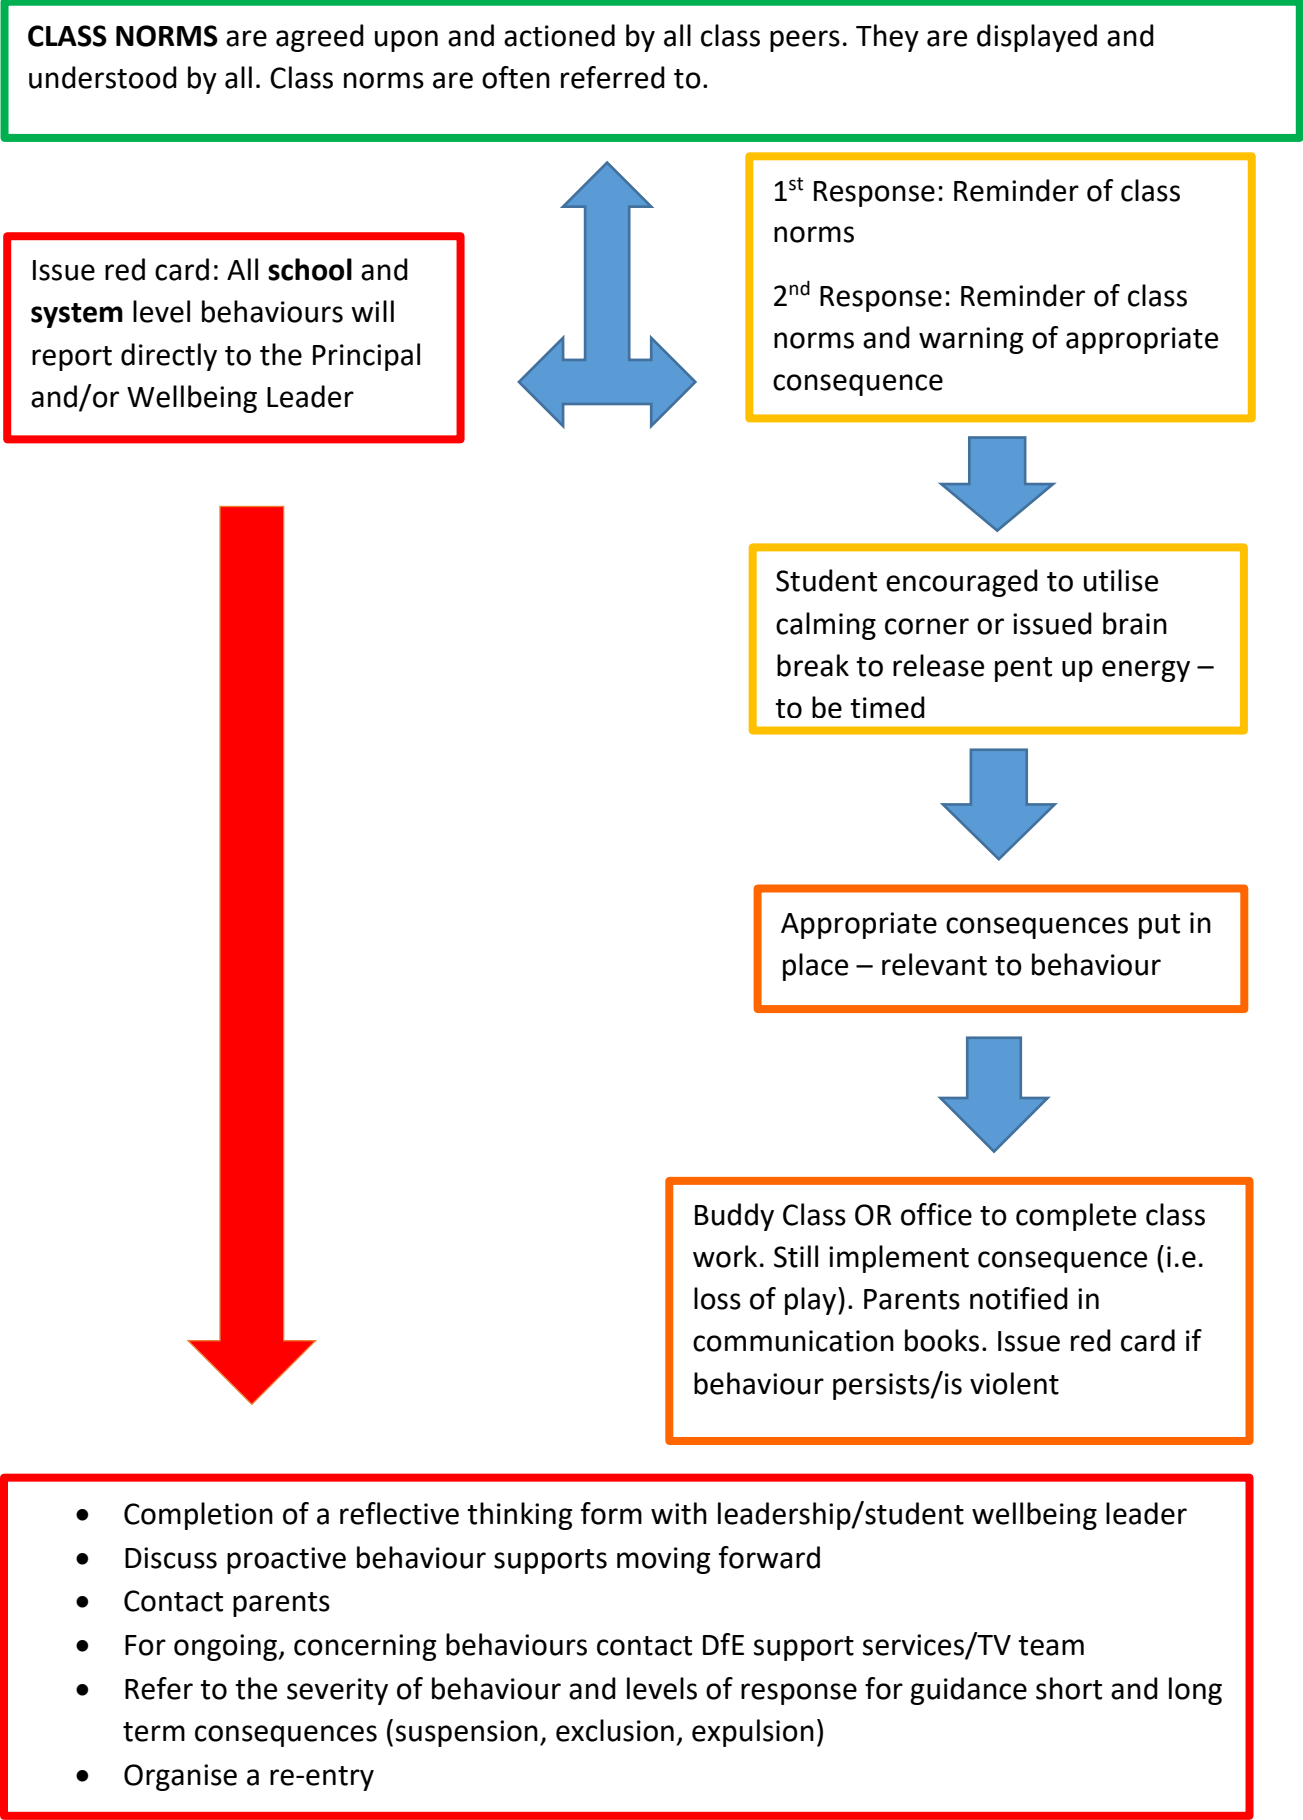 CLASS NORMS are agreed upon and actioned by all class peers. They are displayed and
understood by all. Class norms are often referred to.
Issue red card: All school and
system level behaviours will
report directly to the Principal
and/or Wellbeing Leader
1st Response: Reminder of class
norms
2nd Response: Reminder of class
norms and warning of appropriate
consequence
Student encouraged to utilise
calming corner or issued brain
break to release pent up energy –
to be timed
Appropriate consequences put in
place – relevant to behaviour
Buddy Class OR office to complete class
work. Still implement consequence (i.e.
loss of play). Parents notified in
communication books. Issue red card if
behaviour persists/is violent
• Completion of a reflective thinking form with leadership/student wellbeing leader
• Discuss proactive behaviour supports moving forward
• Contact parents
• For ongoing, concerning behaviours contact DfE support services/TV team
• Refer to the severity of behaviour and levels of response for guidance short and long
term consequences (suspension, exclusion, expulsion)
• Organise a re-entry